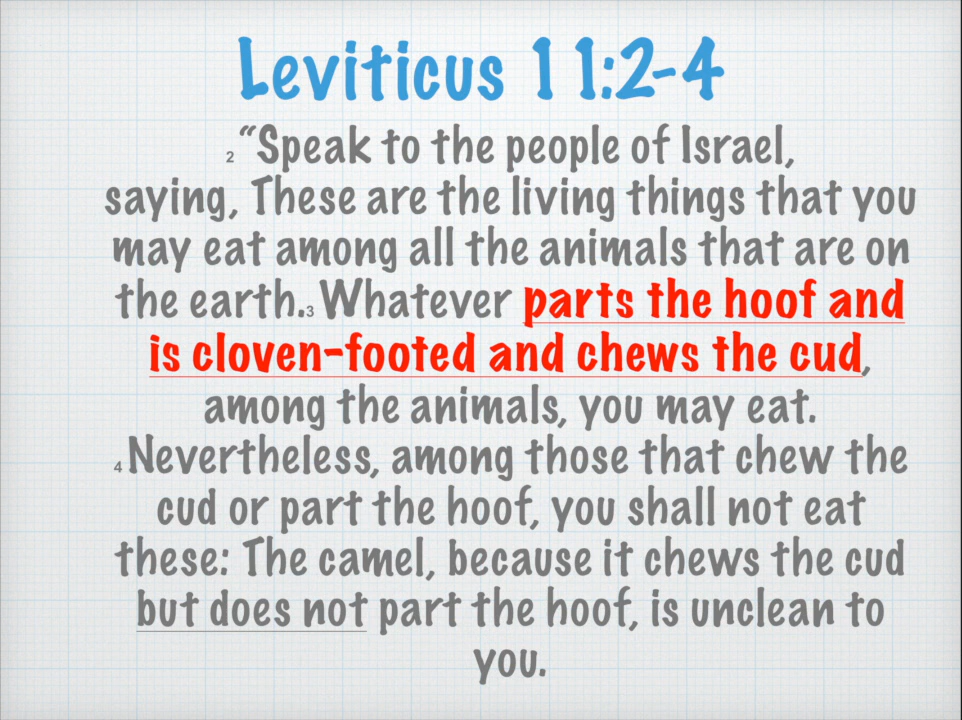 Leviticus 11:2-4
2 “Speak to the people of Israel,
saying, These are the living things that you
may eat among all the animals that are on
the earth.3 Whatever parts the hoof and
is cloven-footed and chews the cud,
among the animals, you may eat.
4 Nevertheless, among those that chew the
cud or part the hoof, you shall not eat
these: The camel, because it chews the cud
but does not part the hoof, is unclean to
you.